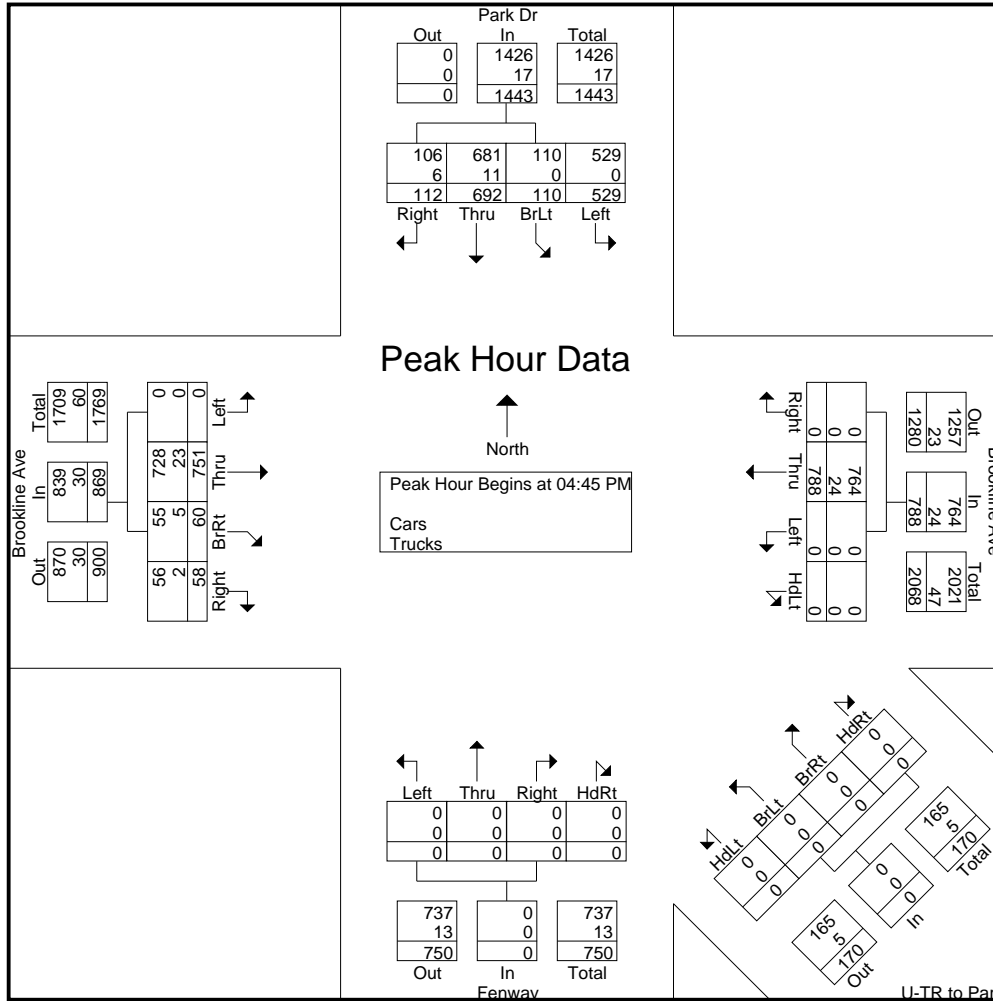 Park Dr
Out In Total
0 1426 1426
0 17 17
0 1443 1443
106 681 110 529
6 11 0 0
112 692 110 529
Right Thru BrLt Left
Peak Hour Data
North
Peak Hour Begins at 04:45 PM
Cars
Trucks
Brookline Ave
Total In Out
1709 839 870
60 30 30
1769 869 900
0 728 55 56
0 23 5 2
0 751 60 58
Left Thru BrRt Right
Brookline Ave
Out In Total
1257 764 2021
23 24 47
1280 788 2068
0 764 0 0
0 24 0 0
0 788 0 0
Right Thru Left HdLt
Left Thru Right HdRt
0 0 0 0
0 0 0 0
0 0 0 0
737 0 737
13 0 13
750 0 750
Out In Total
Fenway
HdLt BrLt BrRt HdRt
0 0 0 0
0 0 0 0
0 0 0 0
165 0 165
5 0 5
170 0 170
Out In Total
U-TR to Par